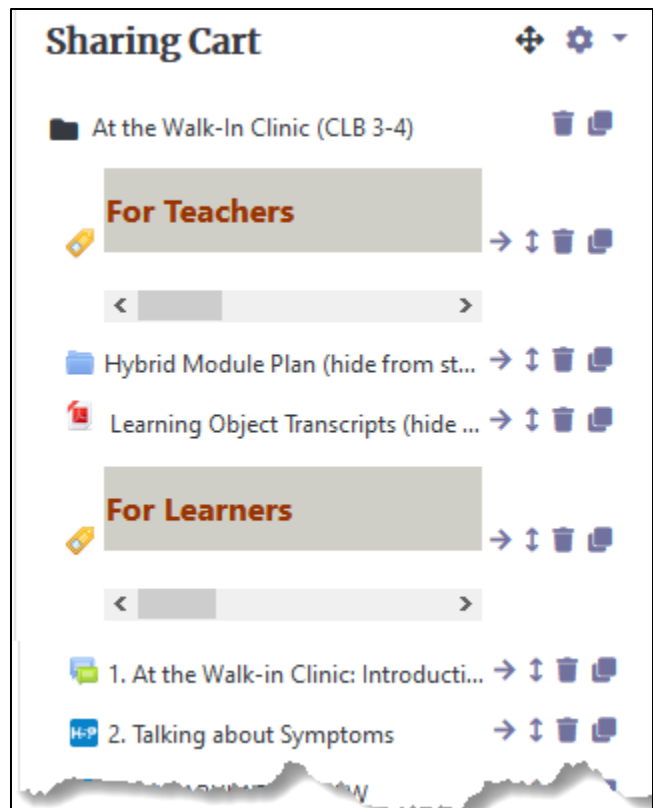 Sharing Cart
At the Walk-In Clinic (CLB 3-4)
For Teachers
Hybrid Module Plan (hide from st...
Learning Object Transcripts (hide ...
For Learners
1. At the Walk-in Clinic: Introducti...
H-P 2. Talking about Symptoms